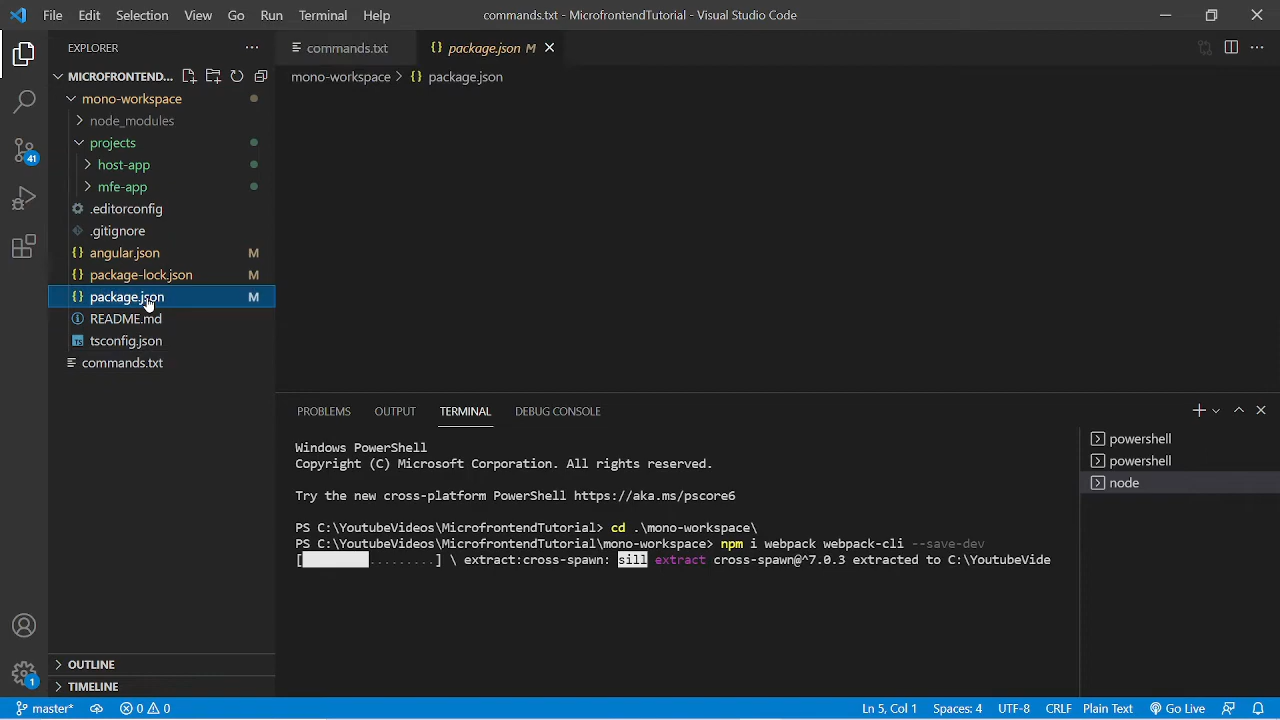 File Edit Selection View Go Run Terminal Help commands.txt - MicrofrontendTutorial - Visual Studio Code
EXPLORER
MICROFRONTEND...
mono-workspace
node_modules
projects
host-app
mfe-app
.editorconfig
.gitignore
angular.json M
package-lock.json M
package.json M
README.md
tsconfig.json
commands.txt
OUTLINE
TIMELINE
41
1
commands.txt package.json M
mono-workspace > package.json
PROBLEMS OUTPUT TERMINAL DEBUG CONSOLE
Windows PowerShell
Copyright (C) Microsoft Corporation. All rights reserved.
Try the new cross-platform PowerShell https://aka.ms/pscore6
PS C:\YoutubeVideos\MicrofrontendTutorial> cd .\mono-workspace\
PS C:\YoutubeVideos\MicrofrontendTutorial\mono-workspace> npm i webpack webpack-cli --save-dev
[ .........] \ extract:cross-spawn: sill extract cross-spawn@^7.0.3 extracted to C:\YoutubeVide
powershell
powershell
node
master* 0 0 Ln 5, Col 1 Spaces: 4 UTF-8 CRLF Plain Text Go Live